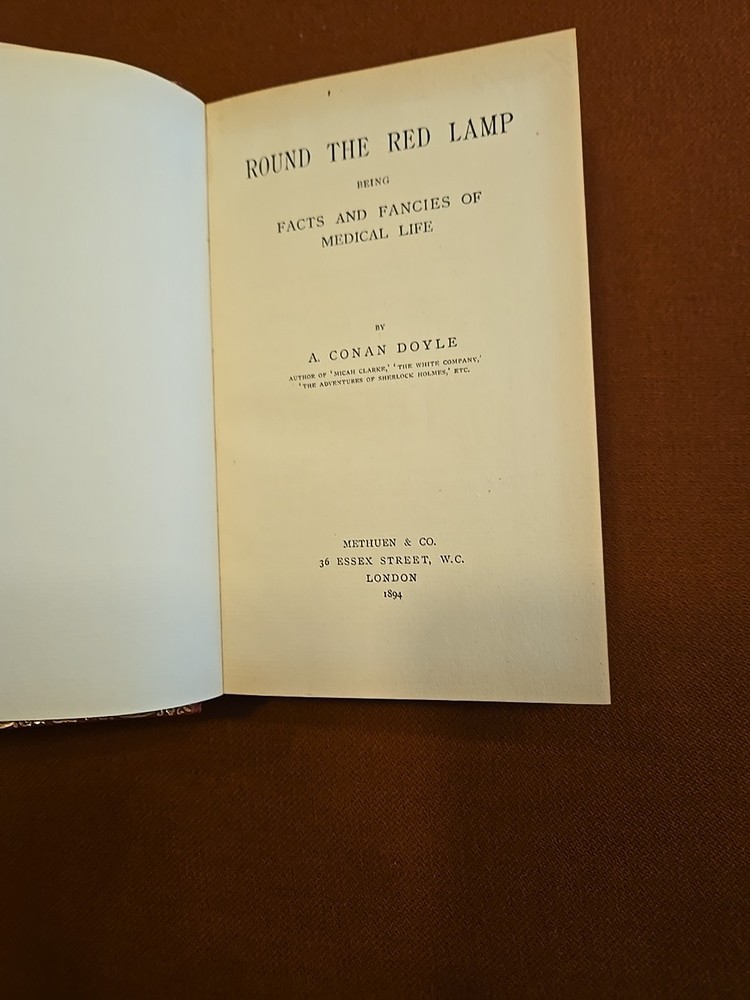 ROUND THE RED LAMP
BEING
FACTS AND FANCIES OF
MEDICAL LIFE
BY
A. CONAN DOYLE
AUTHOR OF 'MICAH CLARKE,' 'THE WHITE COMPANY,'
'THE ADVENTURES OF SHERLOCK HOLMES,' ETC.
METHUEN & CO.
36 ESSEX STREET, W.C.
LONDON
1894